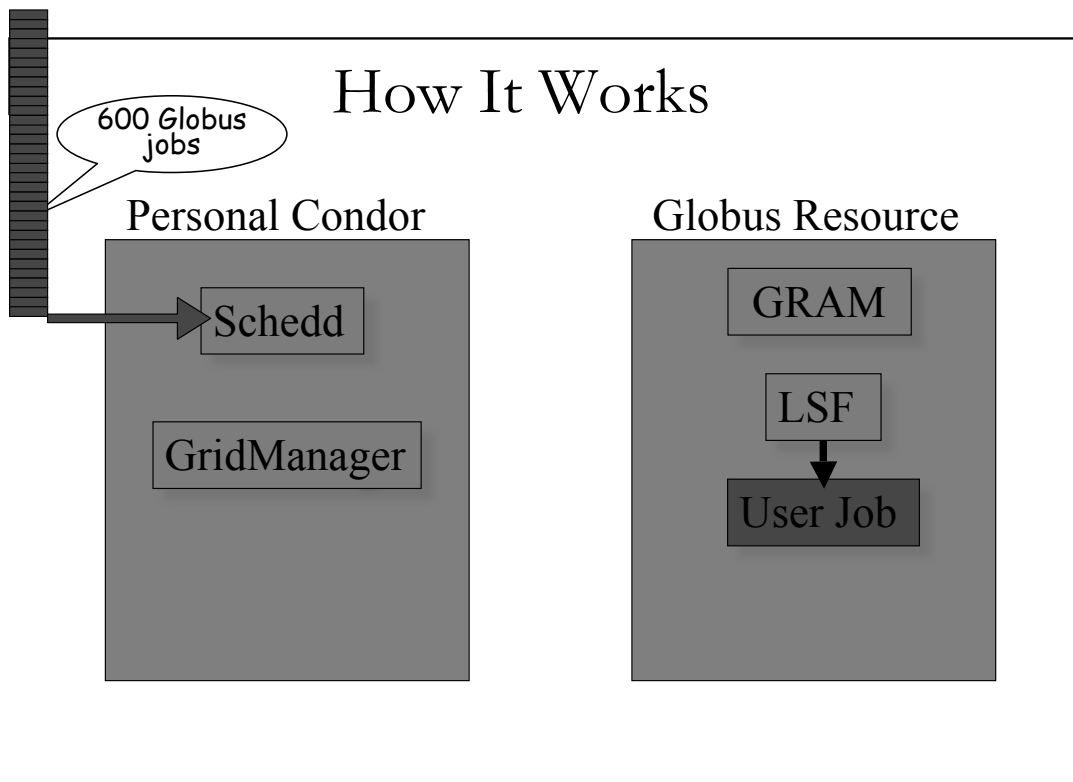 How It Works
600 Globus
jobs
Personal Condor
Globus Resource
Schedd
GridManager
GRAM
LSF
User Job